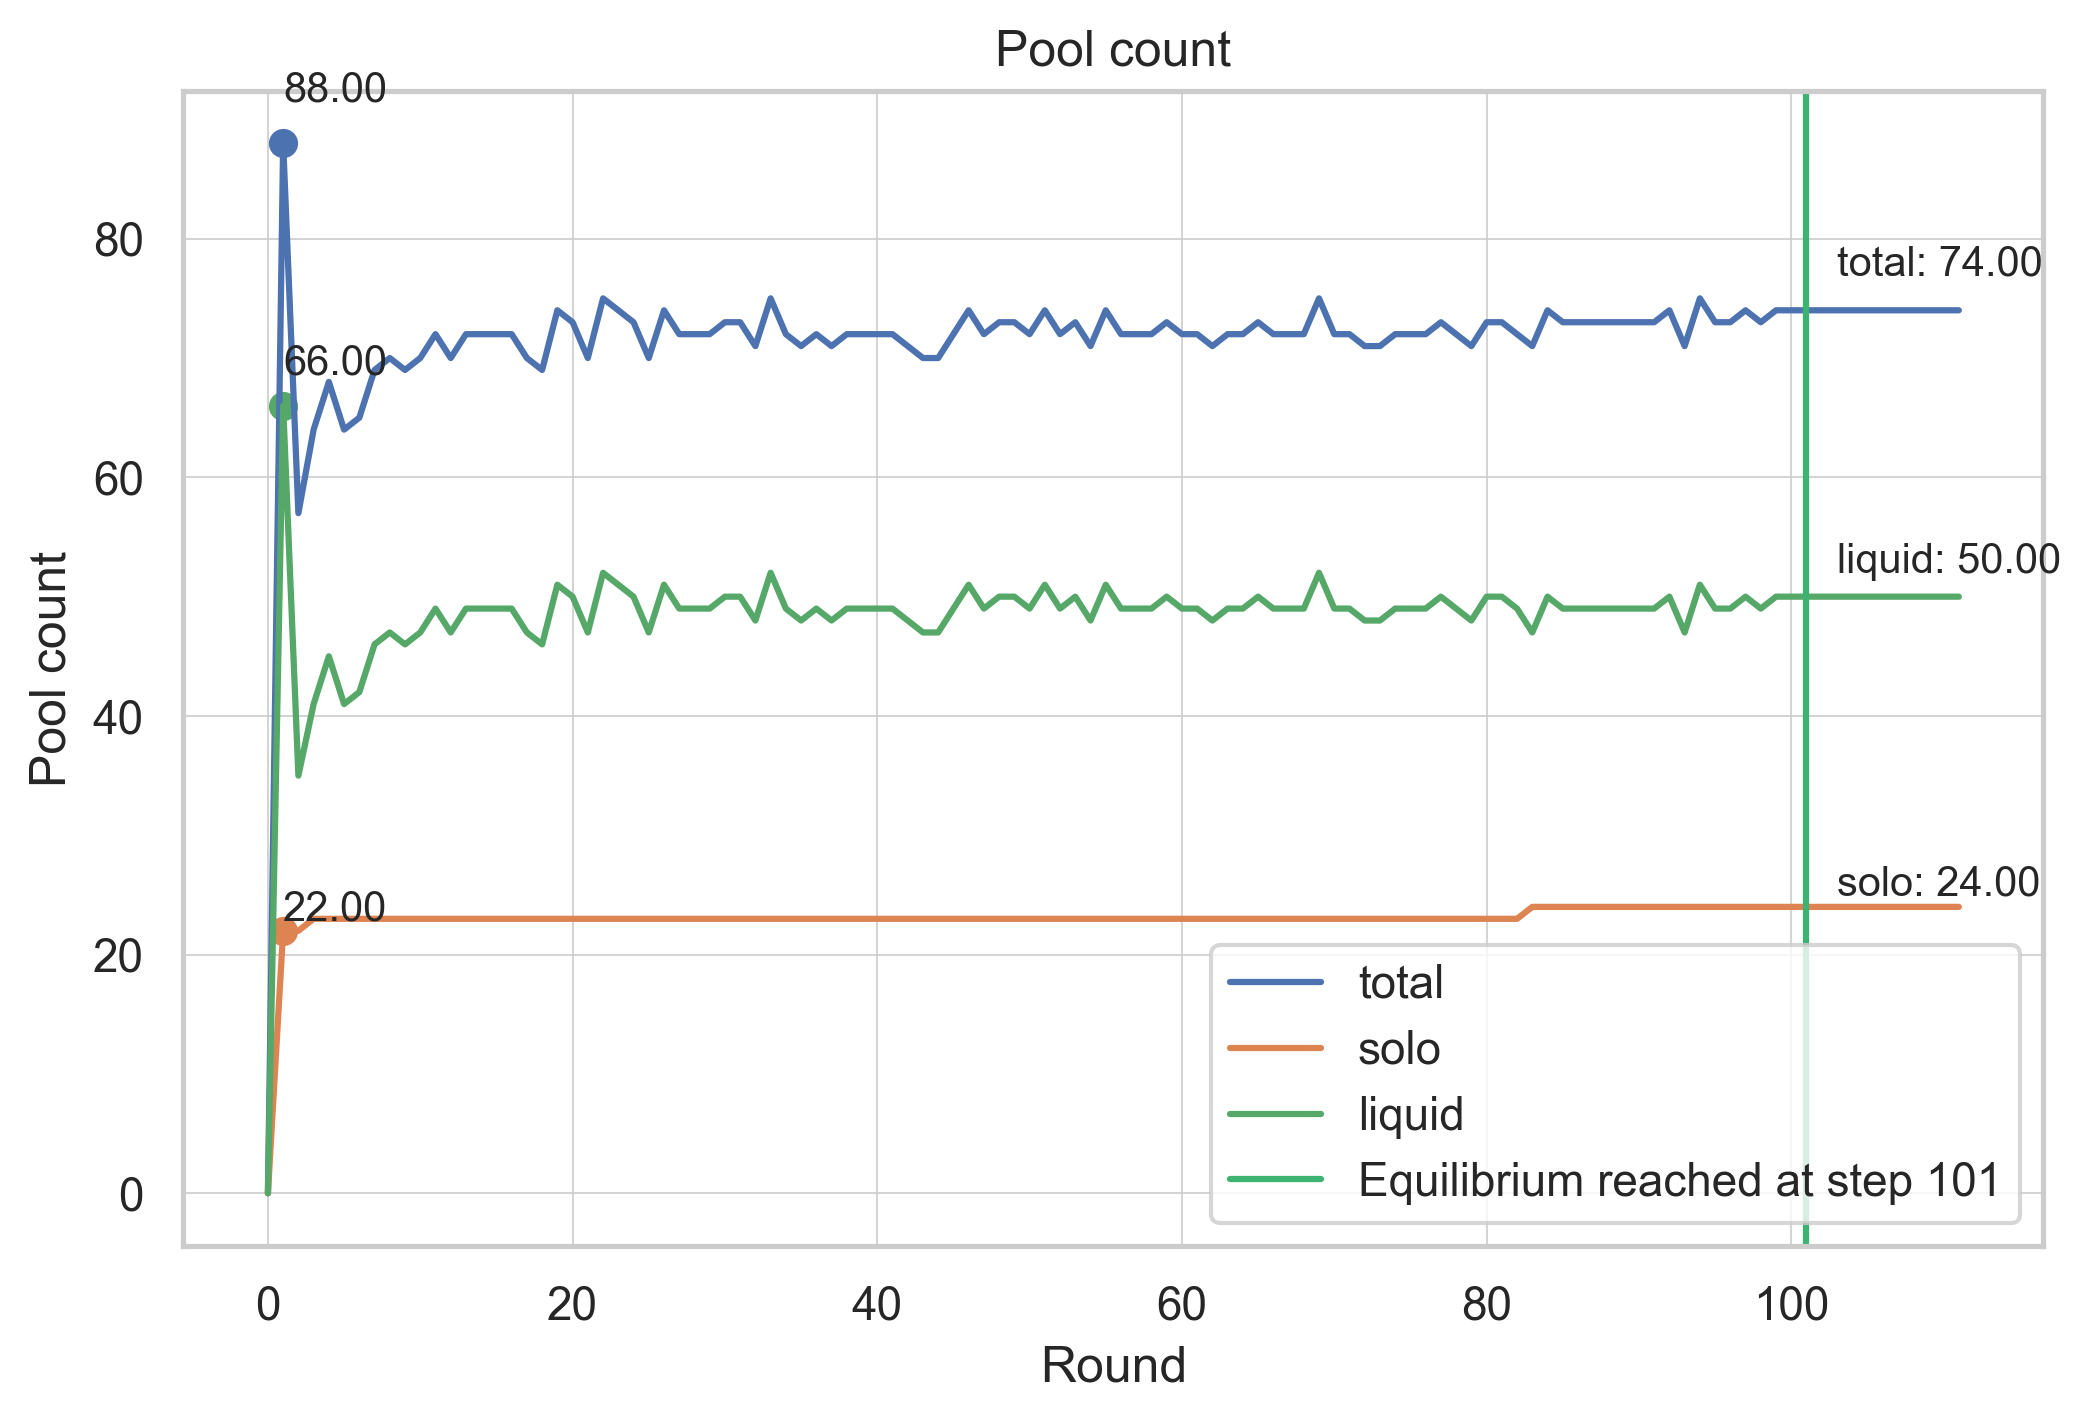 Pool count
88.00
80
total: 74.00
66.00
60
liquid: 50.00
Pool count
40
solo: 24.00
22.00
20
total
solo
liquid
Equilibrium reached at step 101
0
0 20 40 60 80 100
Round